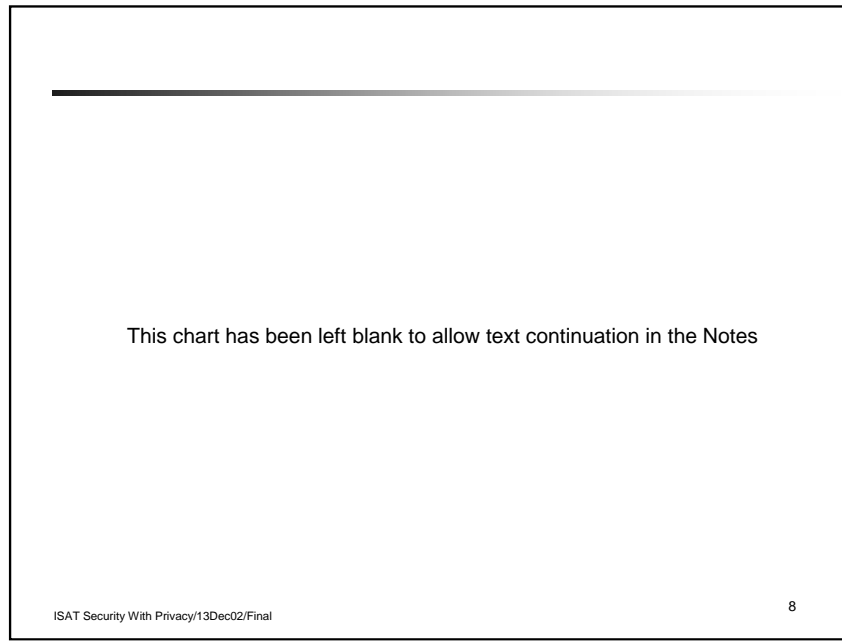 This chart has been left blank to allow text continuation in the Notes
ISAT Security With Privacy/13Dec02/Final
8